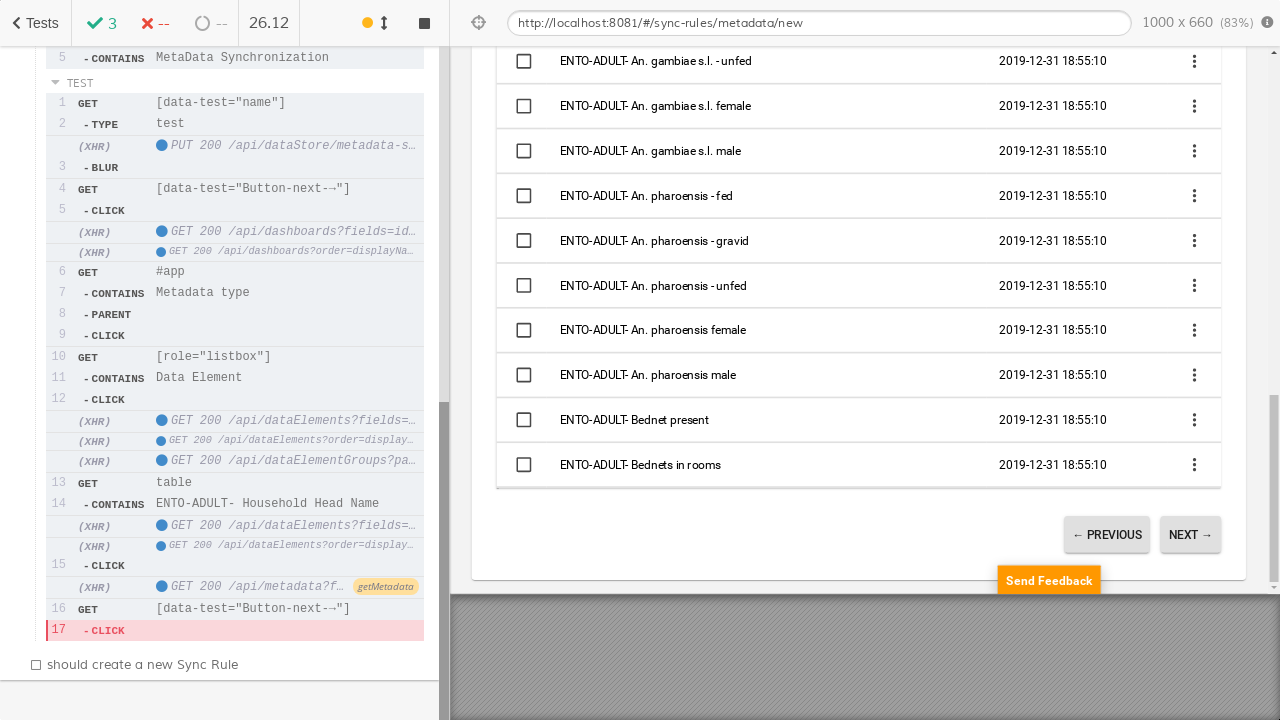 Tests
3
--
--
26.12
http://localhost:8081/#/sync-rules/metadata/new
1000 x 660 (83%)
5 - CONTAINS MetaData Synchronization
TEST
1 GET [data-test="name"]
2 - TYPE test
(XHR) PUT 200 /api/dataStore/metadata-s…
3 - BLUR
4 GET [data-test="Button-next-→"]
5 - CLICK
(XHR) GET 200 /api/dashboards?fields=id…
(XHR) GET 200 /api/dashboards?order=displayNa…
6 GET #app
7 - CONTAINS Metadata type
8 - PARENT
9 - CLICK
10 GET [role="listbox"]
11 - CONTAINS Data Element
12 - CLICK
(XHR) GET 200 /api/dataElements?fields=…
(XHR) GET 200 /api/dataElements?order=display…
(XHR) GET 200 /api/dataElementGroups?pa…
13 GET table
14 - CONTAINS ENTO-ADULT- Household Head Name
(XHR) GET 200 /api/dataElements?fields=…
(XHR) GET 200 /api/dataElements?order=display…
15 - CLICK
(XHR) GET 200 /api/metadata?f… getMetadata
16 GET [data-test="Button-next-→"]
17 - CLICK
should create a new Sync Rule
ENTO-ADULT- An. gambiae s.l. - unfed 2019-12-31 18:55:10
ENTO-ADULT- An. gambiae s.l. female 2019-12-31 18:55:10
ENTO-ADULT- An. gambiae s.l. male 2019-12-31 18:55:10
ENTO-ADULT- An. pharoensis - fed 2019-12-31 18:55:10
ENTO-ADULT- An. pharoensis - gravid 2019-12-31 18:55:10
ENTO-ADULT- An. pharoensis - unfed 2019-12-31 18:55:10
ENTO-ADULT- An. pharoensis female 2019-12-31 18:55:10
ENTO-ADULT- An. pharoensis male 2019-12-31 18:55:10
ENTO-ADULT- Bednet present 2019-12-31 18:55:10
ENTO-ADULT- Bednets in rooms 2019-12-31 18:55:10
← PREVIOUS NEXT →
Send Feedback